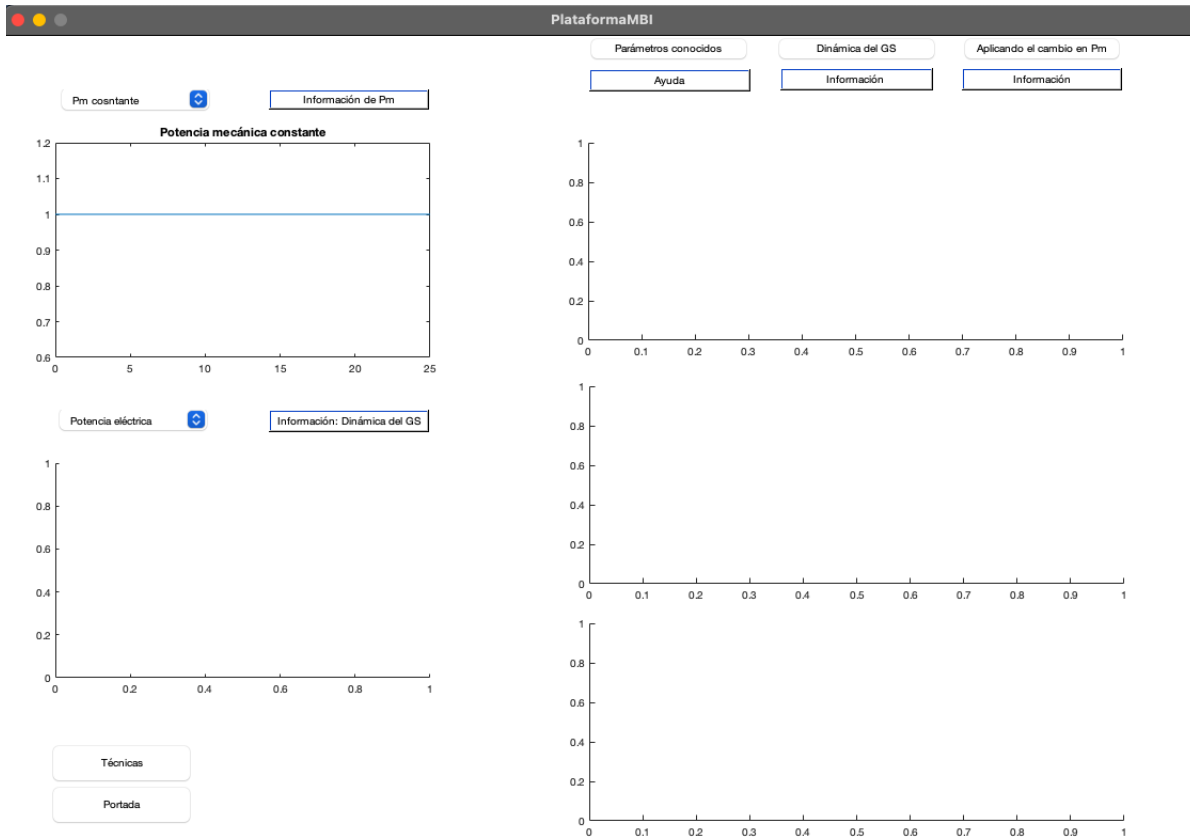 PlataformaMBI
Parámetros conocidos
Dinámica del GS
Aplicando el cambio en Pm
Ayuda
Información
Información
Pm cosntante
Información de Pm
Potencia mecánica constante
1.2
1.1
1
0.9
0.8
0.7
0.6
0 5 10 15 20 25
Potencia eléctrica
Información: Dinámica del GS
1
0.8
0.6
0.4
0.2
0
0 0.2 0.4 0.6 0.8 1
Técnicas
Portada
1
0.8
0.6
0.4
0.2
0
0 0.1 0.2 0.3 0.4 0.5 0.6 0.7 0.8 0.9 1
1
0.8
0.6
0.4
0.2
0
0 0.1 0.2 0.3 0.4 0.5 0.6 0.7 0.8 0.9 1
1
0.8
0.6
0.4
0.2
0
0 0.1 0.2 0.3 0.4 0.5 0.6 0.7 0.8 0.9 1